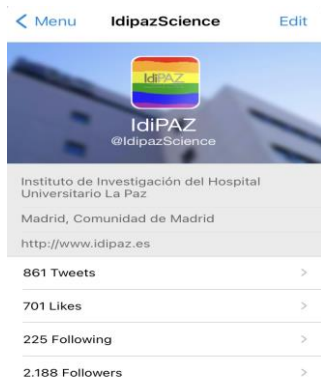 Menu IdipazScience Edit
IdiPAZ
IdiPAZ
@IdipazScience
Instituto de Investigación del Hospital
Universitario La Paz
Madrid, Comunidad de Madrid
http://www.idipaz.es
861 Tweets
701 Likes
225 Following
2.188 Followers